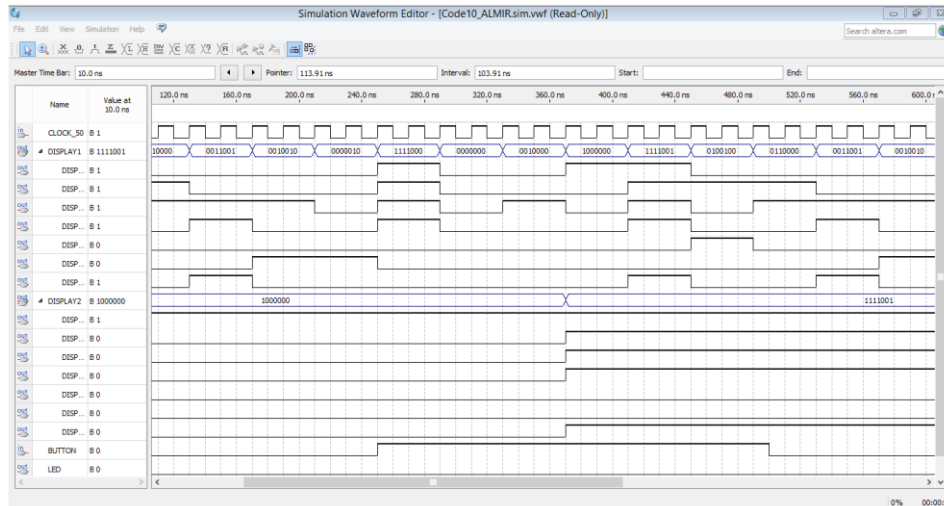 Simulation Waveform Editor - [Code10_ALMIR.sim.vwf (Read-Only)]
File Edit View Simulation Help
Search altera.com
Master Time Bar: 10.0 ns
Pointer: 113.91 ns
Interval: 103.91 ns
Start:
End:
Name Value at 10.0 ns
120.0 ns 160.0 ns 200.0 ns 240.0 ns 280.0 ns 320.0 ns 360.0 ns 400.0 ns 440.0 ns 480.0 ns 520.0 ns 560.0 ns 600.0 
CLOCK_50 B 1
DISPLAY1 B 1111001 10000 0011001 0010010 0000010 1111000 0000000 0010000 1000000 1111001 0100100 0110000 0011001 0010010
DISP... B 1
DISP... B 1
DISP... B 1
DISP... B 1
DISP... B 0
DISP... B 0
DISP... B 1
DISPLAY2 B 1000000 1000000 1111001
DISP... B 1
DISP... B 0
DISP... B 0
DISP... B 0
DISP... B 0
DISP... B 0
DISP... B 0
BUTTON B 0
LED B 0
0% 00:00: